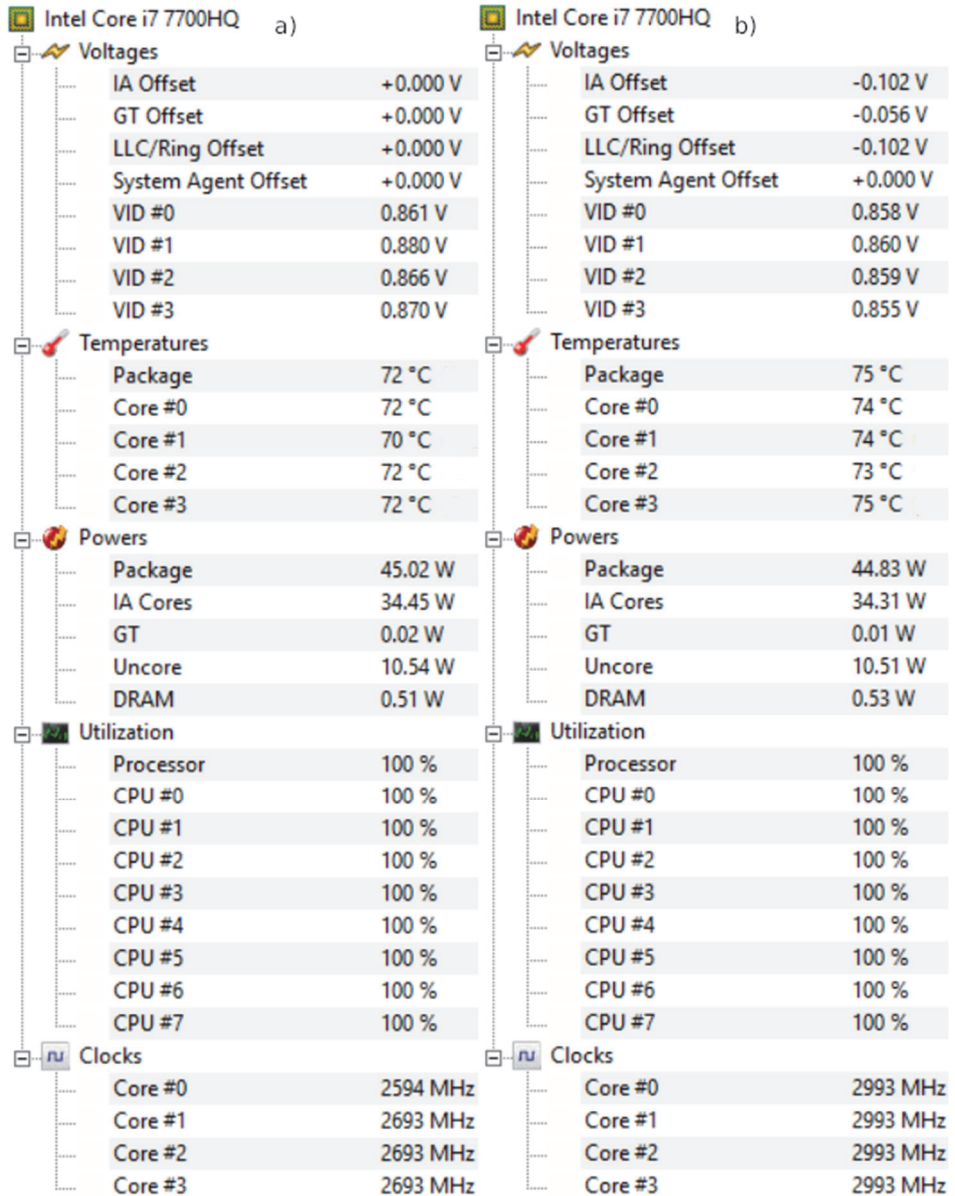 Intel Core i7 7700HQ a)
Voltages
IA Offset +0.000 V
GT Offset +0.000 V
LLC/Ring Offset +0.000 V
System Agent Offset +0.000 V
VID #0 0.861 V
VID #1 0.880 V
VID #2 0.866 V
VID #3 0.870 V
Temperatures
Package 72 °C
Core #0 72 °C
Core #1 70 °C
Core #2 72 °C
Core #3 72 °C
Powers
Package 45.02 W
IA Cores 34.45 W
GT 0.02 W
Uncore 10.54 W
DRAM 0.51 W
Utilization
Processor 100 %
CPU #0 100 %
CPU #1 100 %
CPU #2 100 %
CPU #3 100 %
CPU #4 100 %
CPU #5 100 %
CPU #6 100 %
CPU #7 100 %
Clocks
Core #0 2594 MHz
Core #1 2693 MHz
Core #2 2693 MHz
Core #3 2693 MHz
Intel Core i7 7700HQ b)
Voltages
IA Offset -0.102 V
GT Offset -0.056 V
LLC/Ring Offset -0.102 V
System Agent Offset +0.000 V
VID #0 0.858 V
VID #1 0.860 V
VID #2 0.859 V
VID #3 0.855 V
Temperatures
Package 75 °C
Core #0 74 °C
Core #1 74 °C
Core #2 73 °C
Core #3 75 °C
Powers
Package 44.83 W
IA Cores 34.31 W
GT 0.01 W
Uncore 10.51 W
DRAM 0.53 W
Utilization
Processor 100 %
CPU #0 100 %
CPU #1 100 %
CPU #2 100 %
CPU #3 100 %
CPU #4 100 %
CPU #5 100 %
CPU #6 100 %
CPU #7 100 %
Clocks
Core #0 2993 MHz
Core #1 2993 MHz
Core #2 2993 MHz
Core #3 2993 MHz